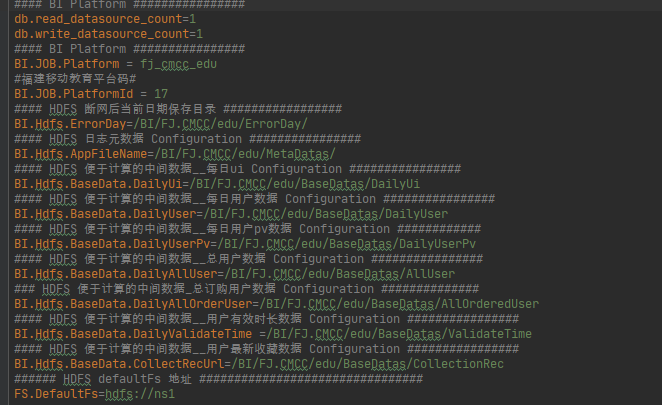 #### BI Platform ################
db.read_datasource_count=1
db.write_datasource_count=1
#### BI Platform ################
BI.JOB.Platform = fj_cmcc_edu
#福建移动教育平台码#
BI.JOB.PlatformId = 17
#### HDFS 断网后当前日期保存目录 #################
BI.Hdfs.ErrorDay=/BI/FJ.CMCC/edu/ErrorDay/
#### HDFS 日志元数据 Configuration ################
BI.Hdfs.AppFileName=/BI/FJ.CMCC/edu/MetaDatas/
#### HDFS 便于计算的中间数据__每日ui Configuration ################
BI.Hdfs.BaseData.DailyUi=/BI/FJ.CMCC/edu/BaseDatas/DailyUi
#### HDFS 便于计算的中间数据__每日用户数据 Configuration ################
BI.Hdfs.BaseData.DailyUser=/BI/FJ.CMCC/edu/BaseDatas/DailyUser
#### HDFS 便于计算的中间数据__每日用户pv数据 Configuration ############
BI.Hdfs.BaseData.DailyUserPv=/BI/FJ.CMCC/edu/BaseDatas/DailyUserPv
#### HDFS 便于计算的中间数据__总用户数据 Configuration ################
BI.Hdfs.BaseData.DailyAllUser=/BI/FJ.CMCC/edu/BaseDatas/AllUser
### HDFS 便于计算的中间数据_总订购用户数据 Configuration ##############
BI.Hdfs.BaseData.DailyAllOrderUser=/BI/FJ.CMCC/edu/BaseDatas/AllOrderedUser
#### HDFS 便于计算的中间数据__用户有效时长数据 Configuration ################
BI.Hdfs.BaseData.DailyValidateTime =/BI/FJ.CMCC/edu/BaseDatas/ValidateTime
#### HDFS 便于计算的中间数据__用户最新收藏数据 Configuration ################
BI.Hdfs.BaseData.CollectRecUrl=/BI/FJ.CMCC/edu/BaseDatas/CollectionRec
###### HDFS defaultFs 地址 ################################
FS.DefaultFs=hdfs://ns1